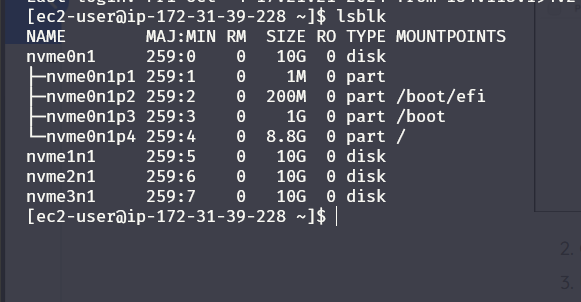 [ec2-user@ip-172-31-39-228 ~]$ lsblk
NAME        MAJ:MIN RM  SIZE RO TYPE MOUNTPOINTS
nvme0n1     259:0    0   10G  0 disk
├─nvme0n1p1 259:1    0    1M  0 part
├─nvme0n1p2 259:2    0  200M  0 part /boot/efi
├─nvme0n1p3 259:3    0    1G  0 part /boot
└─nvme0n1p4 259:4    0  8.8G  0 part /
nvme1n1     259:5    0   10G  0 disk
nvme2n1     259:6    0   10G  0 disk
nvme3n1     259:7    0   10G  0 disk
[ec2-user@ip-172-31-39-228 ~]$
2.
3.